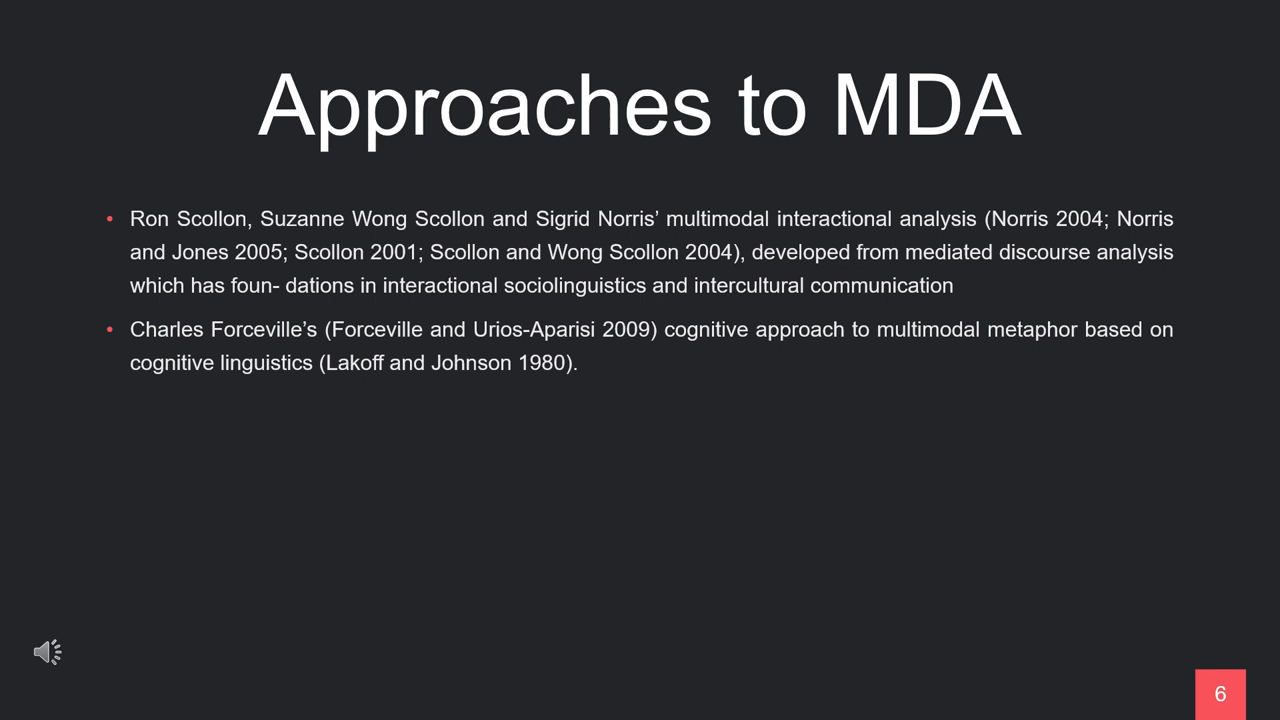 Approaches to MDA
• Ron Scollon, Suzanne Wong Scollon and Sigrid Norris’ multimodal interactional analysis (Norris 2004; Norris
and Jones 2005; Scollon 2001; Scollon and Wong Scollon 2004), developed from mediated discourse analysis
which has foun- dations in interactional sociolinguistics and intercultural communication
• Charles Forceville’s (Forceville and Urios-Aparisi 2009) cognitive approach to multimodal metaphor based on
cognitive linguistics (Lakoff and Johnson 1980).
6